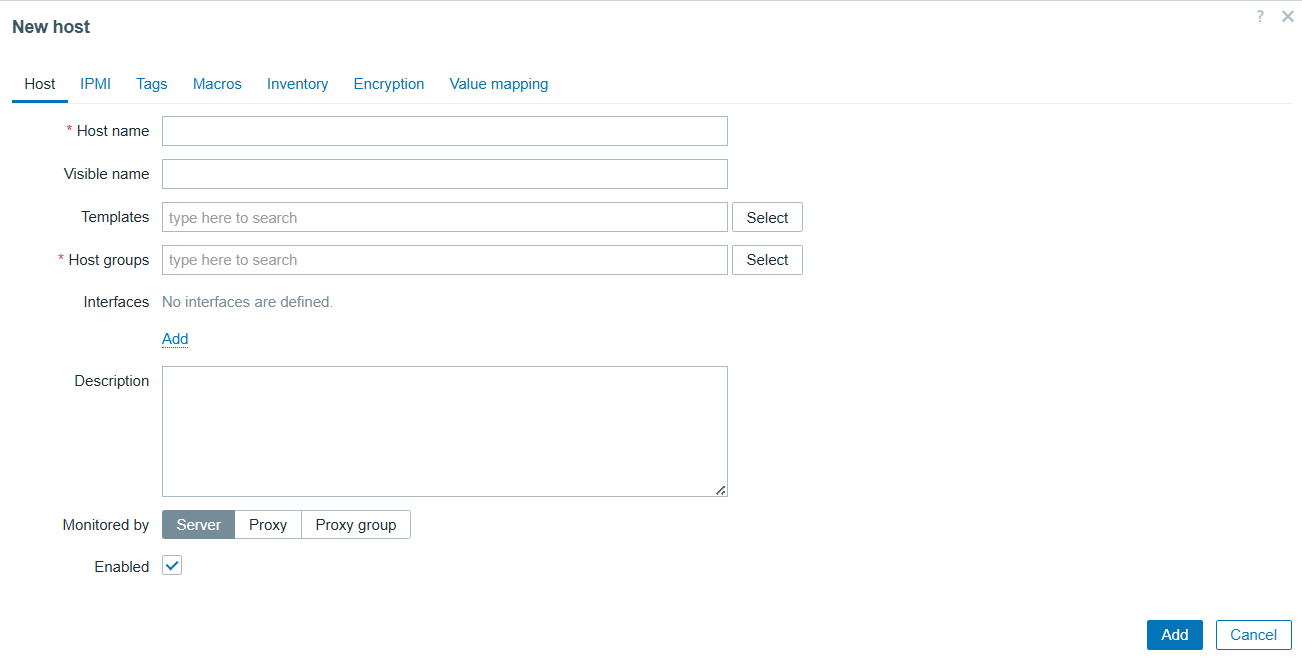 New host
?
Host IPMI Tags Macros Inventory Encryption Value mapping
* Host name
Visible name
Templates type here to search Select
* Host groups type here to search Select
Interfaces No interfaces are defined.
Add
Description
Monitored by Server Proxy Proxy group
Enabled
Add Cancel